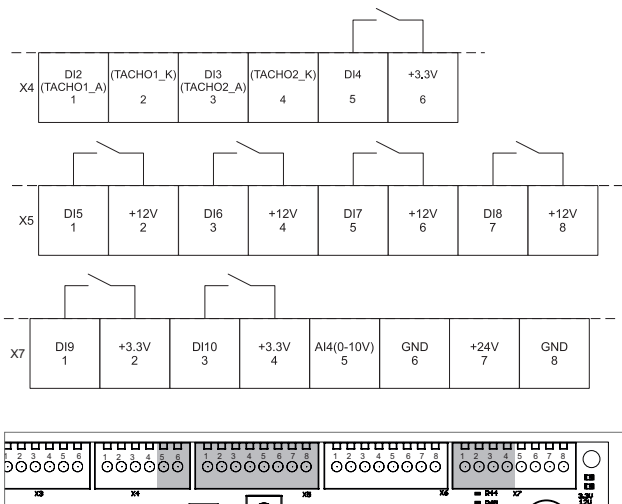 X4
DI2 (TACHO1_K) DI3 (TACHO2_K) DI4 +3.3V
(TACHO1_A) (TACHO2_A)
1 2 3 4 5 6
X5
DI5 +12V DI6 +12V DI7 +12V DI8 +12V
1 2 3 4 5 6 7 8
X7
DI9 +3.3V DI10 +3.3V AI4(0-10V) GND +24V GND
1 2 3 4 5 6 7 8
1 2 3 4 5 6 1 2 3 4 5 6 1 2 3 4 5 6 7 8 1 2 3 4 5 6 7 8 1 2 3 4 5 6 7 8
X3 X4 X5 X6 X7
R44
3.3U
12U